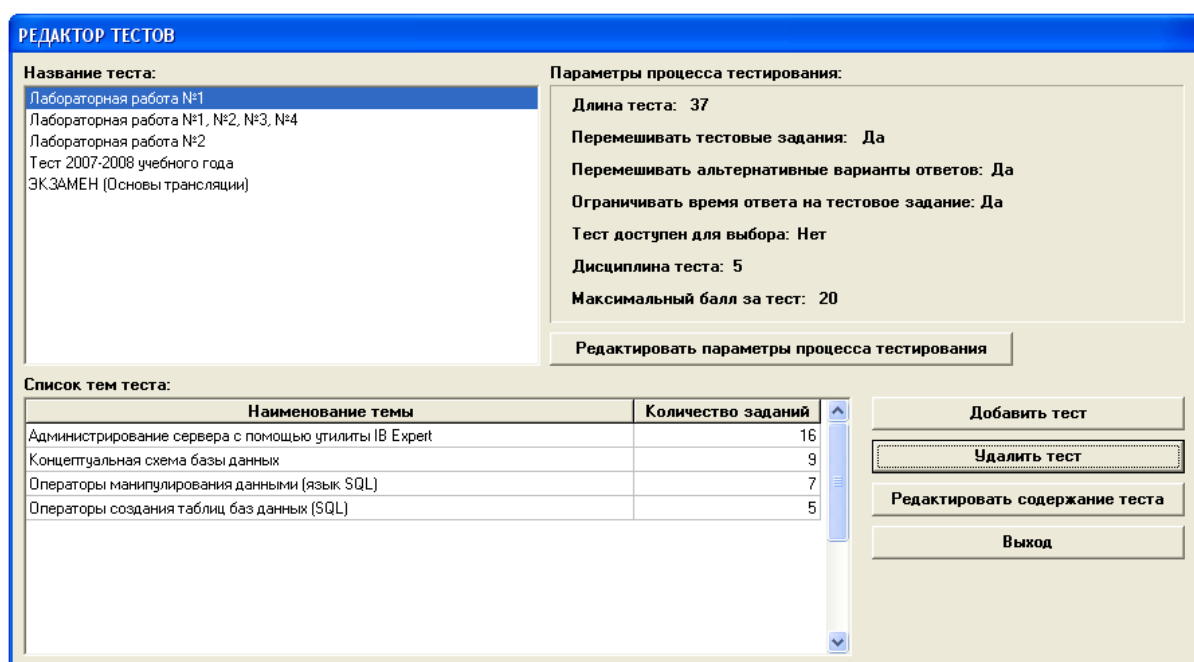 РЕДАКТОР ТЕСТОВ
Название теста:
Лабораторная работа №1
Лабораторная работа №1, №2, №3, №4
Лабораторная работа №2
Тест 2007-2008 учебного года
ЭКЗАМЕН (Основы трансляции)
Параметры процесса тестирования:
Длина теста: 37
Перемешивать тестовые задания: Да
Перемешивать альтернативные варианты ответов: Да
Ограничивать время ответа на тестовое задание: Да
Тест доступен для выбора: Нет
Дисциплина теста: 5
Максимальный балл за тест: 20
Редактировать параметры процесса тестирования
Список тем теста:
Наименование темы Количество заданий
Администрирование сервера с помощью утилиты IB Expert 16
Концептуальная схема базы данных 9
Операторы манипулирования данными (язык SQL) 7
Операторы создания таблиц баз данных (SQL) 5
Добавить тест
Удалить тест
Редактировать содержание теста
Выход